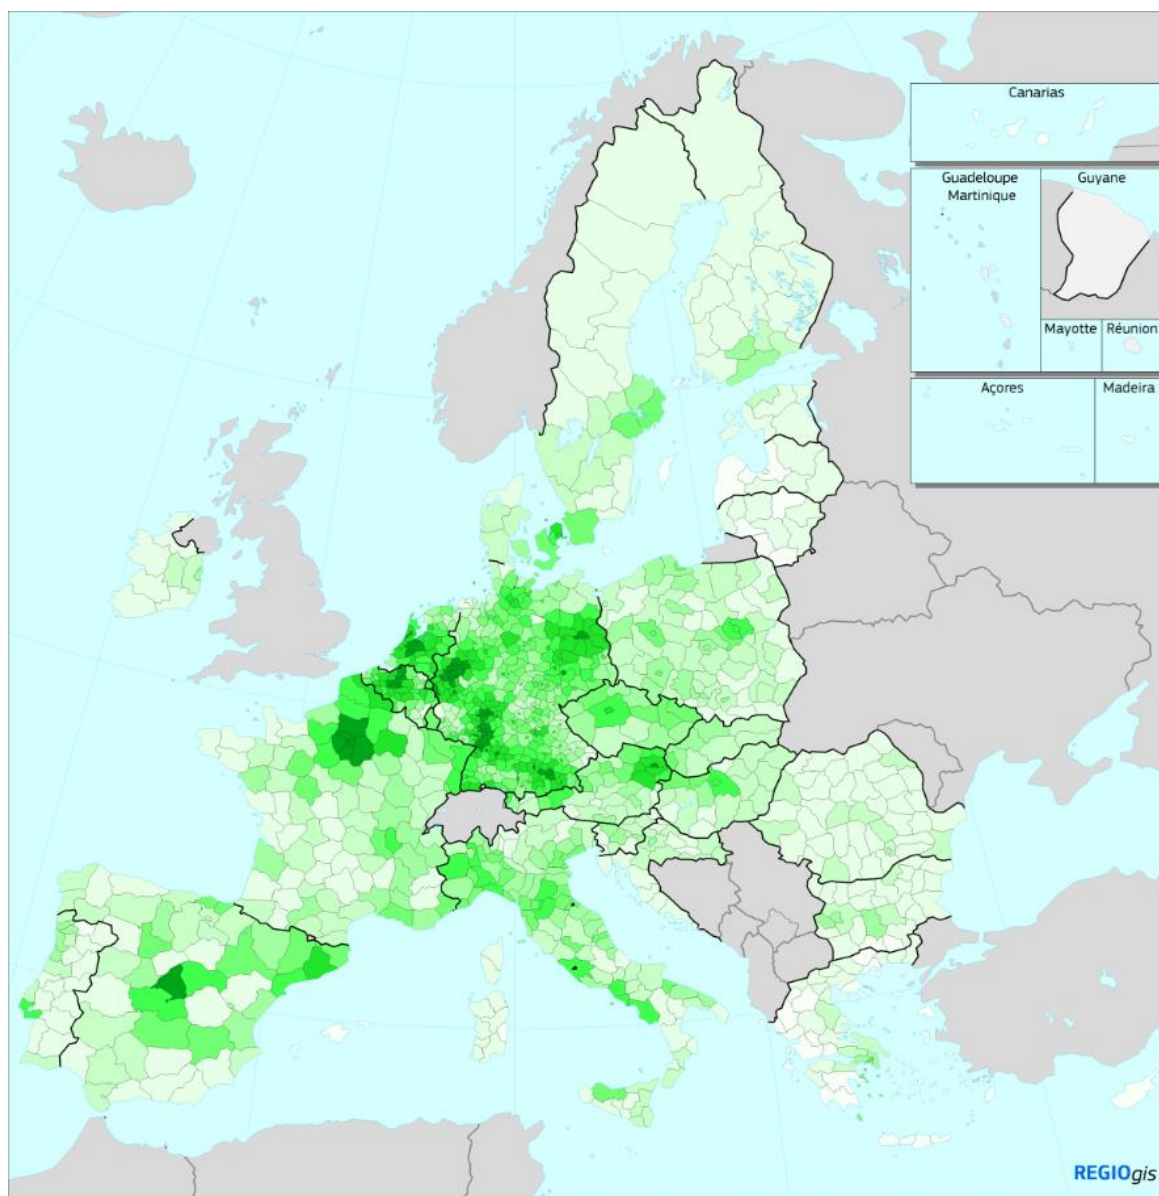 Canarias
Guadeloupe
Martinique
Guyane
Mayotte
Réunion
Açores
Madeira
REGIOgis